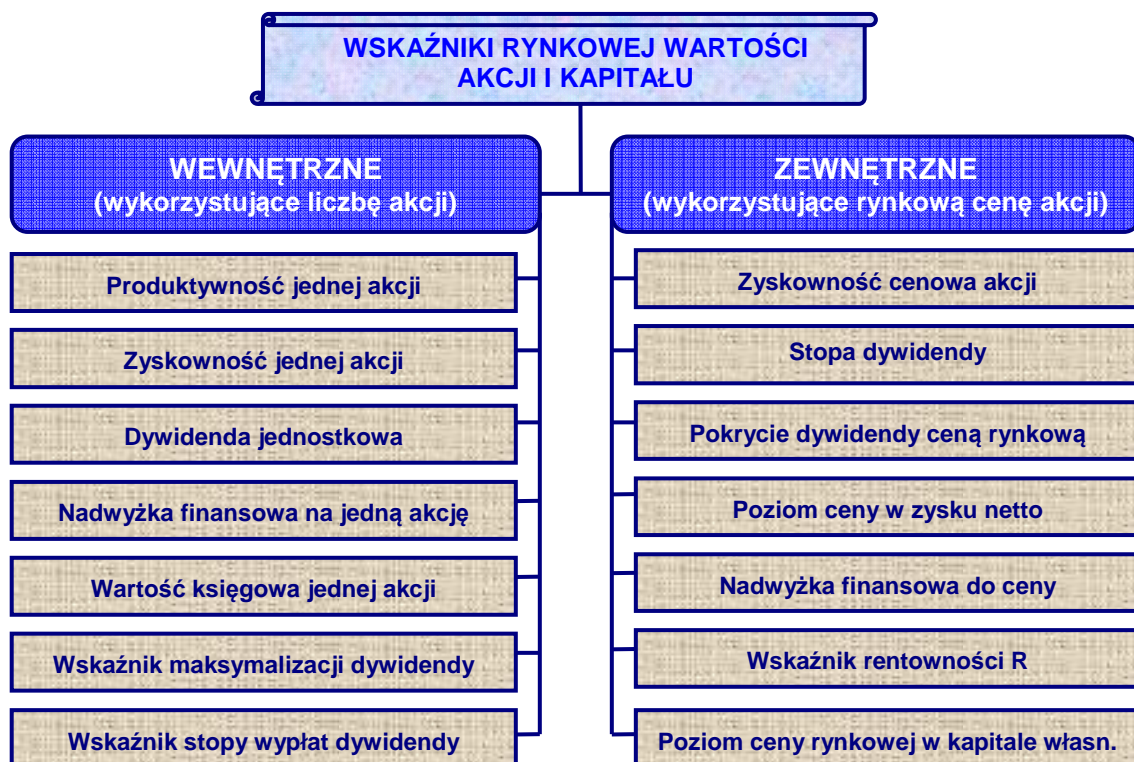 WSKAŹNIKI RYNKOWEJ WARTOŚCI
AKCJI I KAPITAŁU
WEWNĘTRZNE
(wykorzystujące liczbę akcji)
Produktywność jednej akcji
Zyskowność jednej akcji
Dywidenda jednostkowa
Nadwyżka finansowa na jedną akcję
Wartość księgowa jednej akcji
Wskaźnik maksymalizacji dywidendy
Wskaźnik stopy wypłat dywidendy
ZEWNĘTRZNE
(wykorzystujące rynkową cenę akcji)
Zyskowność cenowa akcji
Stopa dywidendy
Pokrycie dywidendy ceną rynkową
Poziom ceny w zysku netto
Nadwyżka finansowa do ceny
Wskaźnik rentowności R
Poziom ceny rynkowej w kapitale własn.